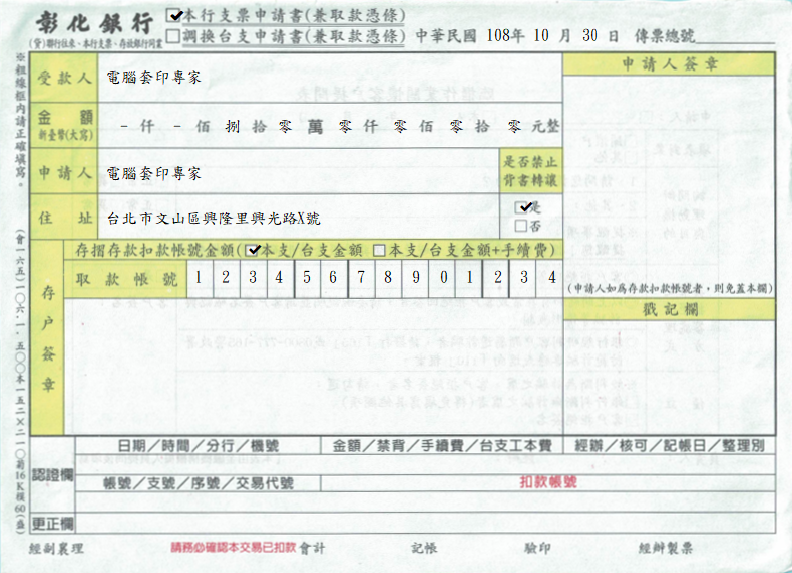 彰化銀行
☑本行支票申請書(兼取款憑條)
(貸)聯行往來、本行支票、存放銀行同業
□調換台支申請書(兼取款憑條) 中華民國 108年 10 月 30 日 傳票總號
※粗線框內請正確填寫。
受款人 電腦套印專家
申請人簽章
金額 新臺幣(大寫) －仟－佰捌拾零萬零仟零佰零拾零元整
申請人 電腦套印專家
是否禁止
背書轉讓
☑是
□否
住址 台北市文山區興隆里興光路X號
存摺存款扣款帳號金額(☑本支/台支金額 □本支/台支金額+手續費)
取款帳號 1 2 3 4 5 6 7 8 9 0 1 2 3 4
(申請人如為存款扣款帳號者，則免蓋本欄)
存戶簽章
戳記欄
(會一六五)一〇六．一．五〇〇本一五二×二一〇
16K模60(盛)
認證欄
日期／時間／分行／機號 金額／禁背／手續費／台支工本費 經辦／核可／記帳日／整理別
帳號／支號／序號／交易代號 扣款帳號
更正欄
經副襄理 請務必確認本交易已扣款 會計 記帳 驗印 經辦製票